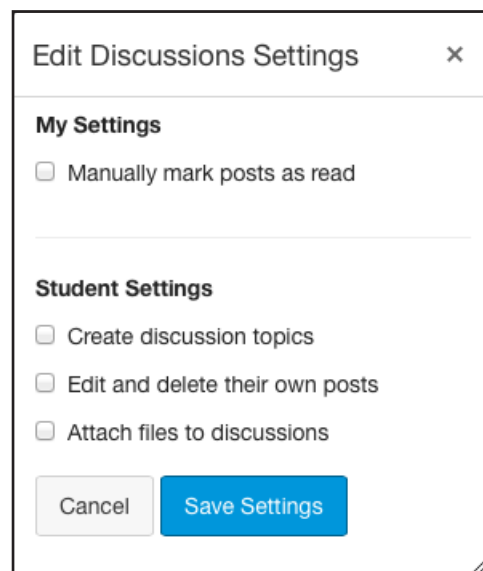 Edit Discussions Settings ×
My Settings
Manually mark posts as read
Student Settings
Create discussion topics
Edit and delete their own posts
Attach files to discussions
Cancel Save Settings